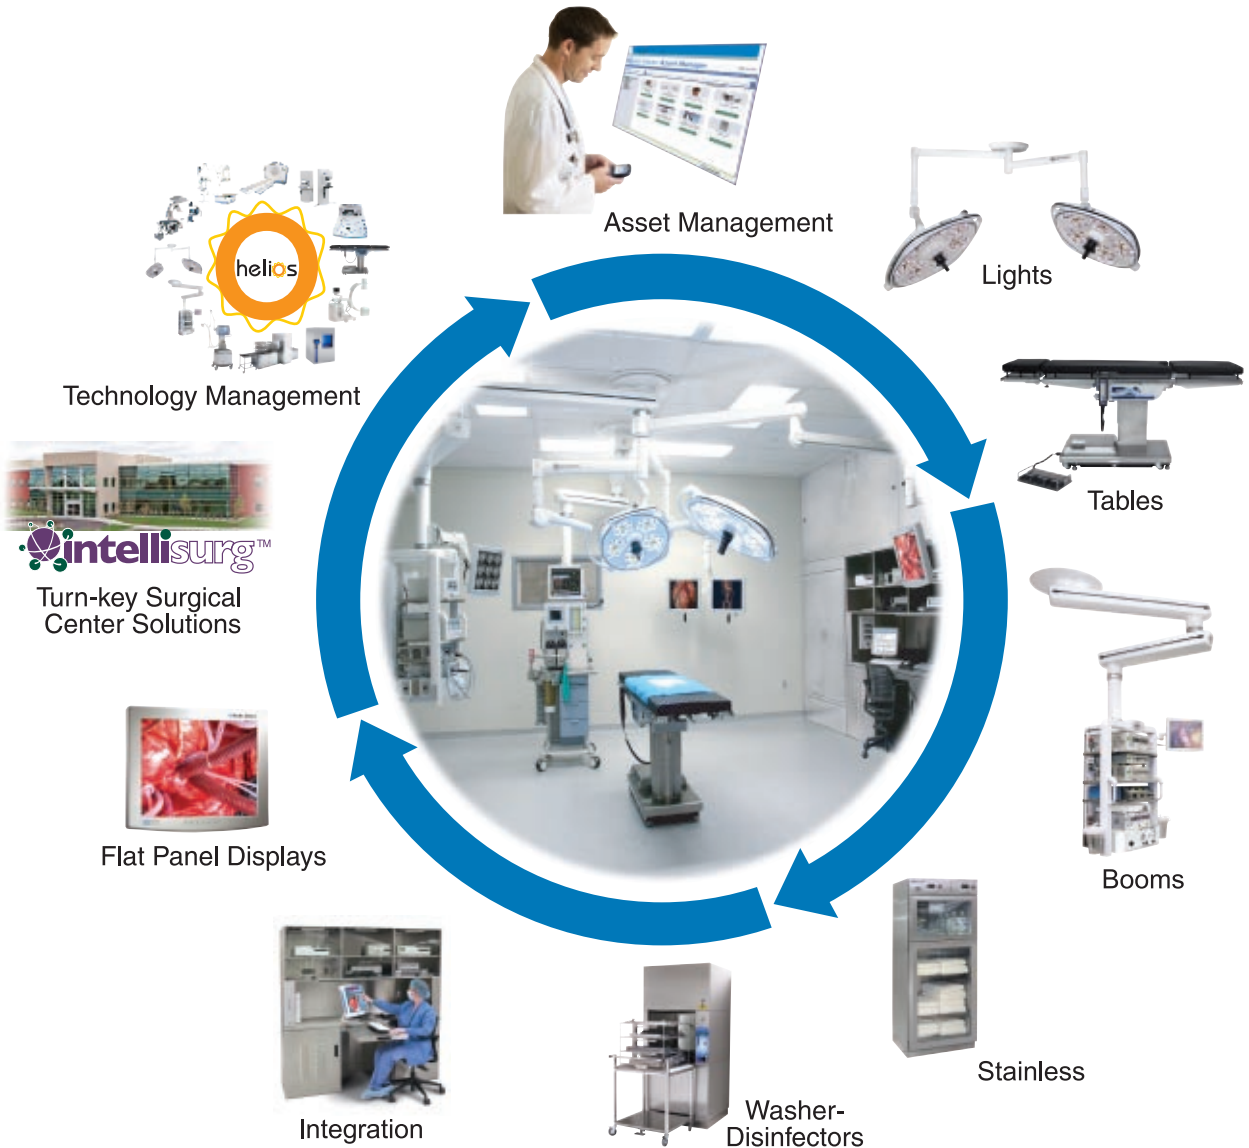 Asset Management
Lights
Tables
Booms
Stainless
Washer-
Disinfectors
Integration
Flat Panel Displays
intellisurg™
Turn-key Surgical
Center Solutions
helios
Technology Management